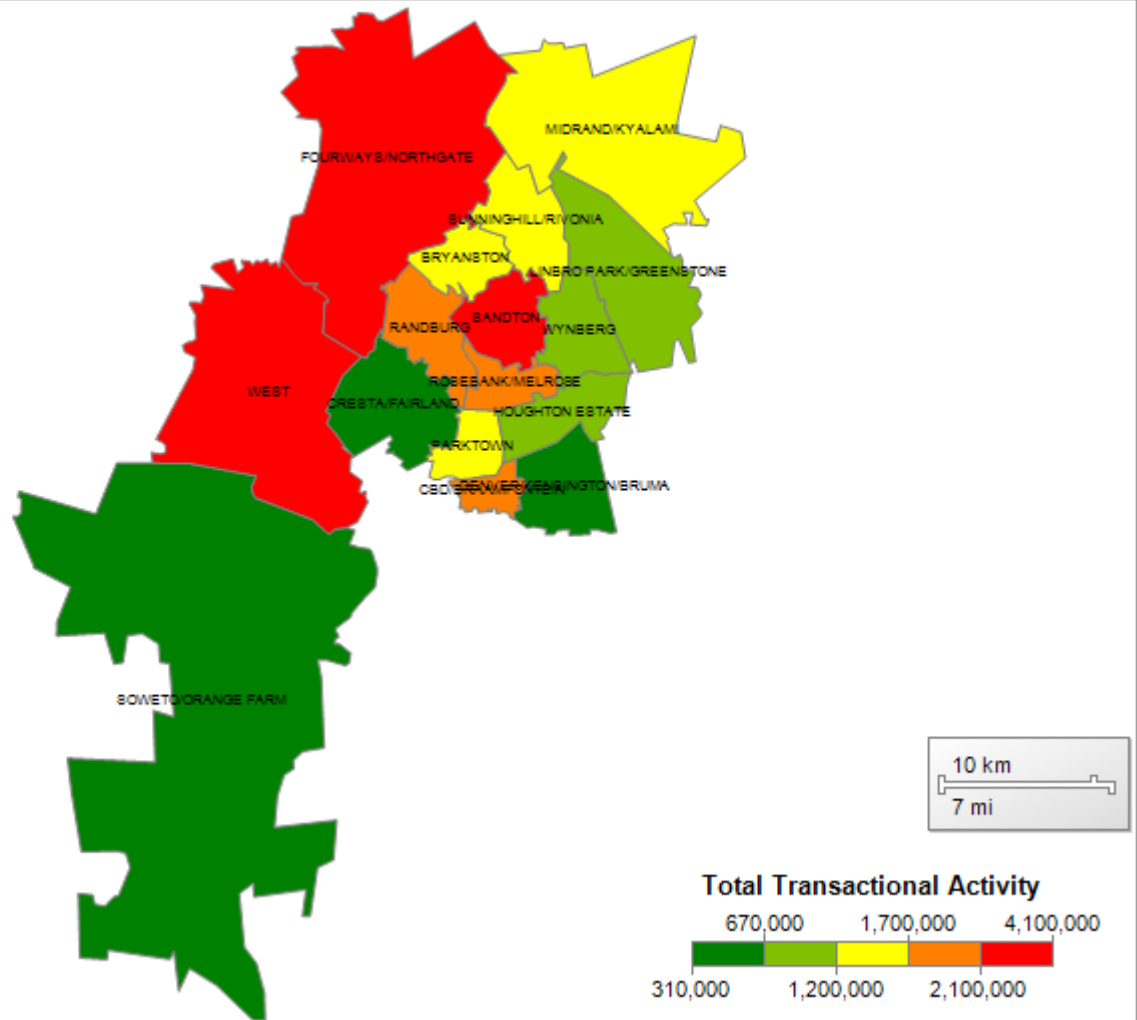 MIDRAND/KYALAMI
FOURWAYS/NORTHGATE
SUNNINGHILL/RIVONIA
BRYANSTON
LINBRO PARK/GREENSTONE
SANDTON
RANDBURG
WYNBERG
ROSEBANK/MELROSE
WEST
CRESTA/FAIRLAND
HOUGHTON ESTATE
PARKTOWN
KENSINGTON/BRUMA
SOWETO/ORANGE FARM
10 km
7 mi
Total Transactional Activity
670,000 1,700,000 4,100,000
310,000 1,200,000 2,100,000